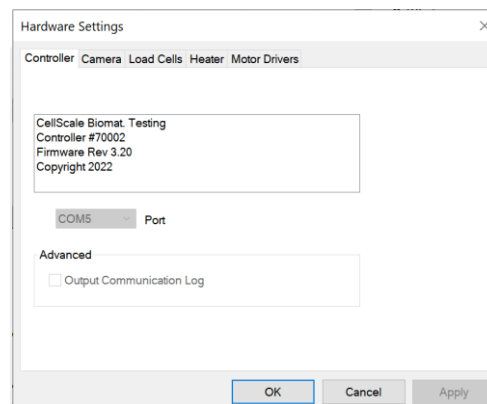 Hardware Settings
Controller Camera Load Cells Heater Motor Drivers
CellScale Biomat. Testing
Controller #70002
Firmware Rev 3.20
Copyright 2022
COM5 Port
Advanced
Output Communication Log
OK Cancel Apply